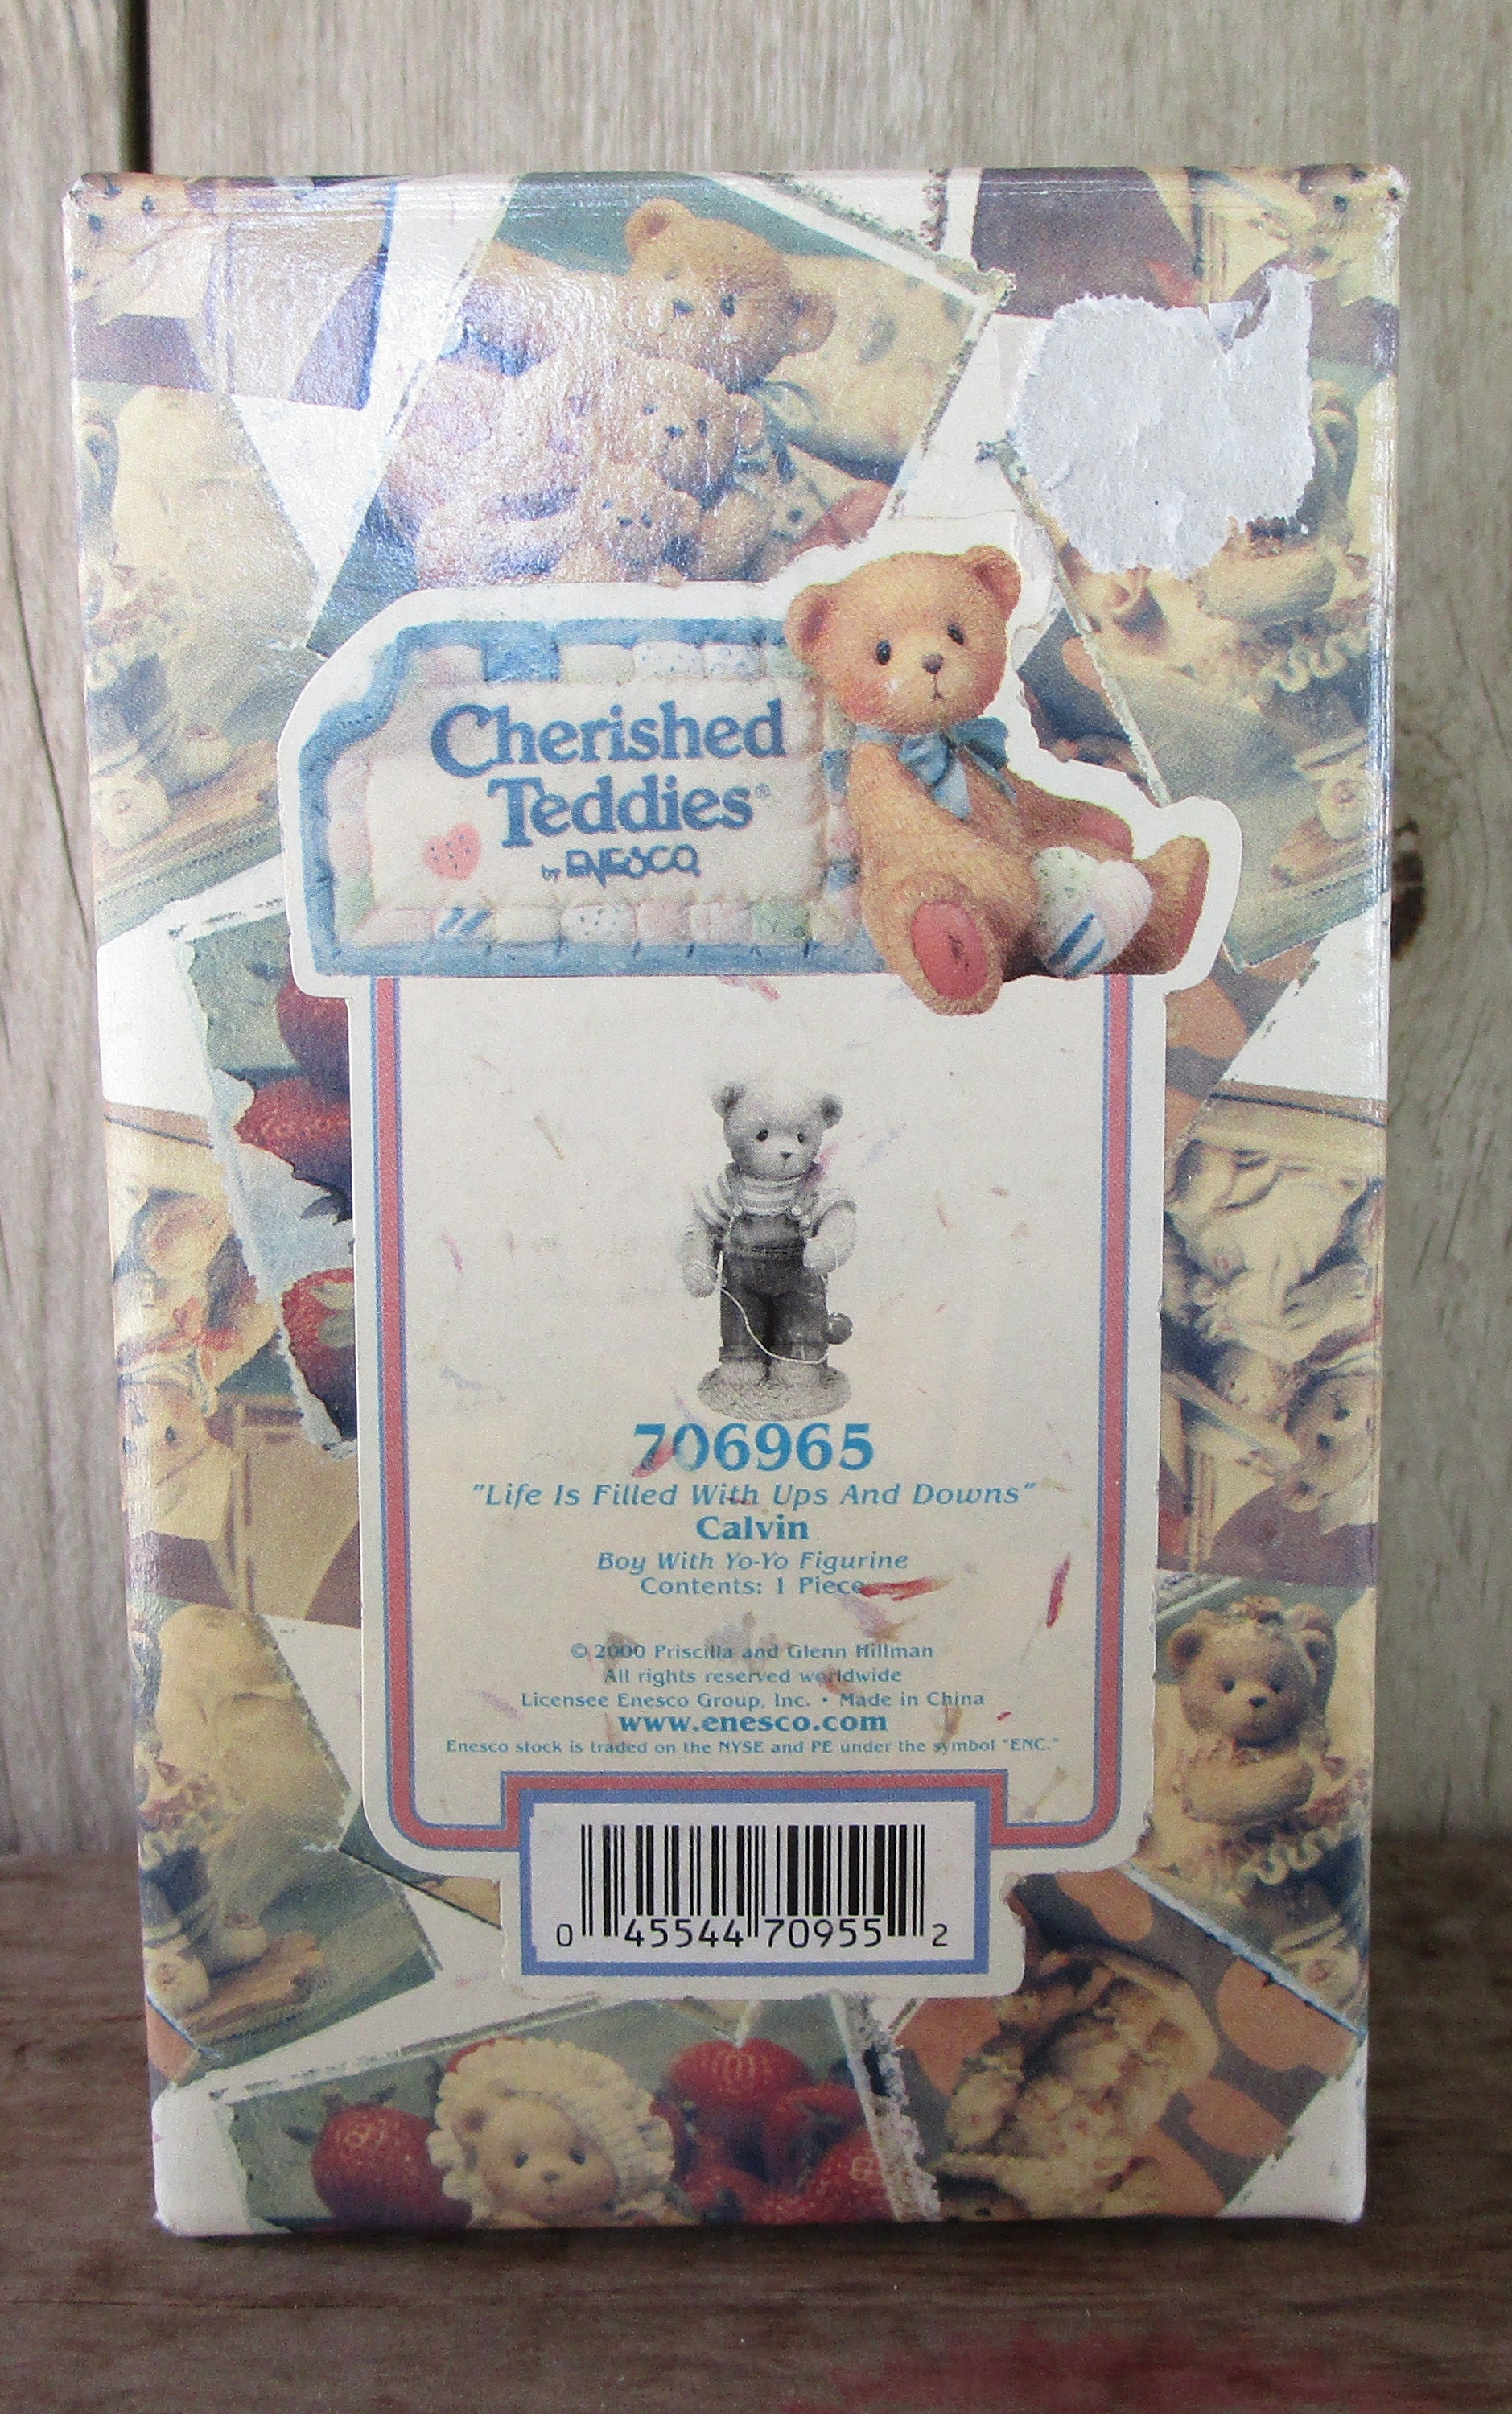 Cherished
Teddies®
by ENESCO
706965
"Life Is Filled With Ups And Downs"
Calvin
Boy With Yo-Yo Figurine
Contents: 1 Piece
© 2000 Priscilla and Glenn Hillman
All rights reserved worldwide
Licensee Enesco Group, Inc. • Made in China
www.enesco.com
Enesco stock is traded on the NYSE and PE under the symbol "ENC."
0 45544 70955 2